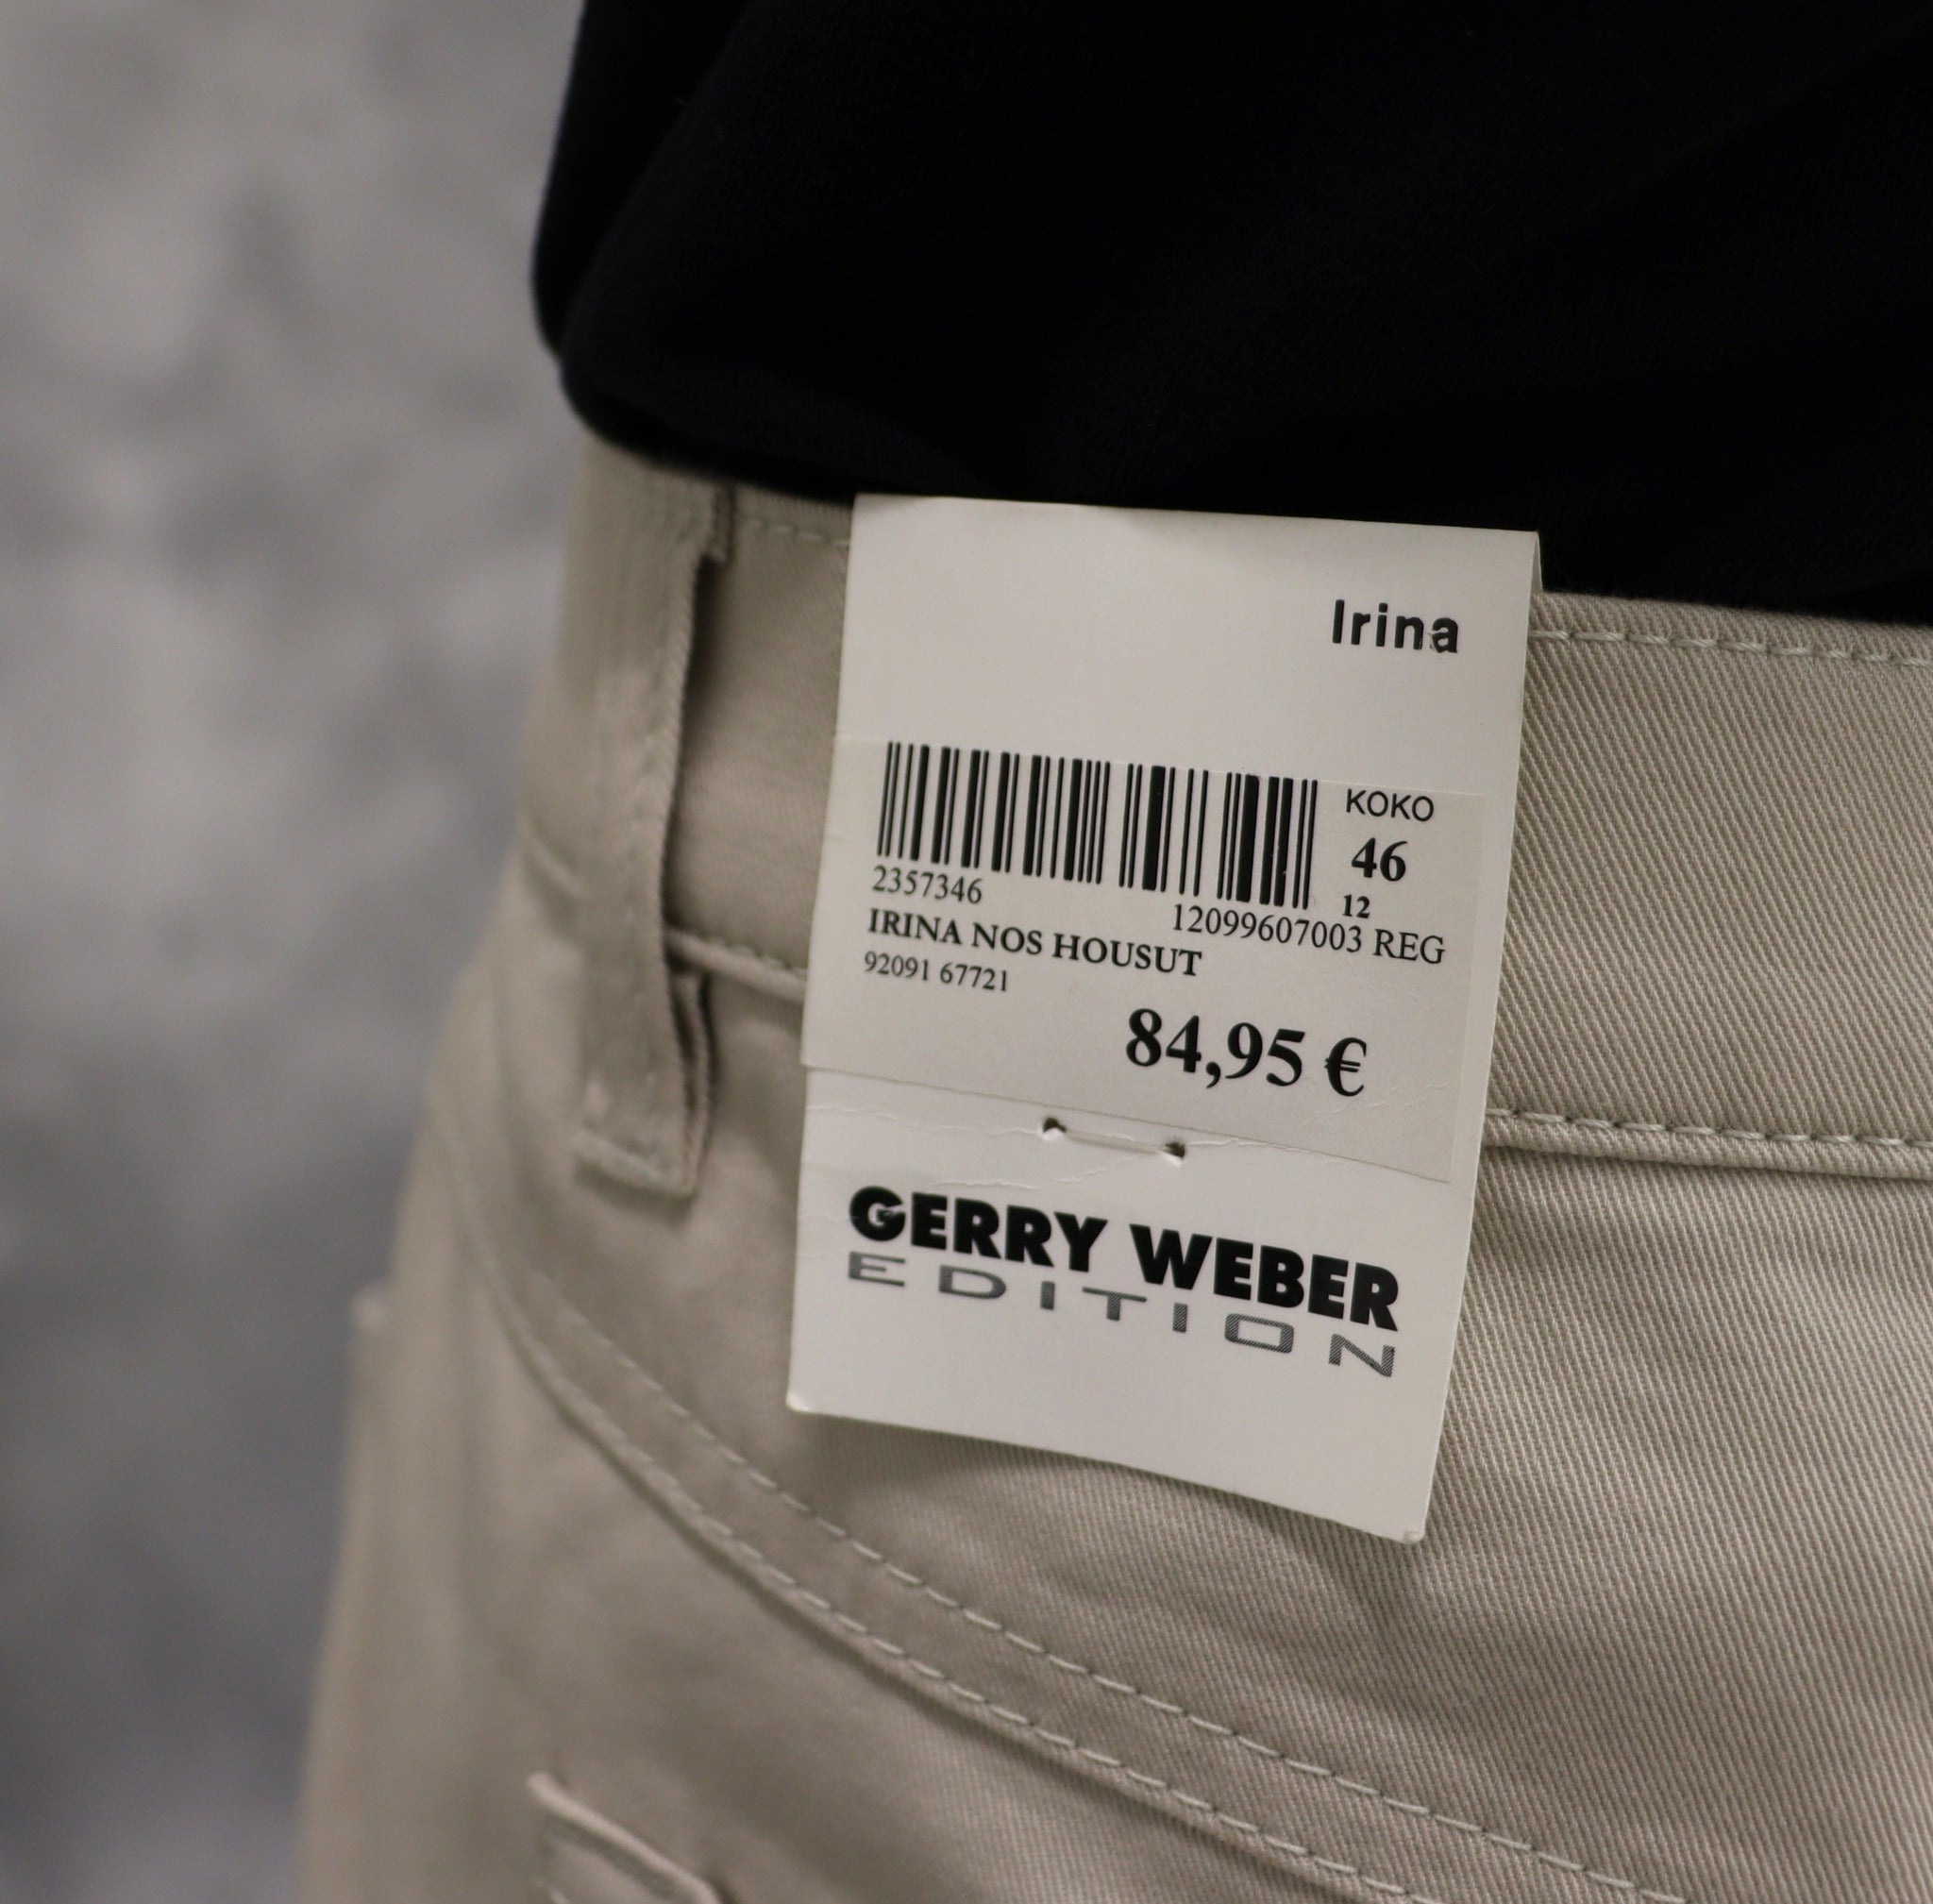 Irina
KOKO
46
12
2357346
12099607003 REG
IRINA NOS HOUSUT
92091 67721
84,95 €
GERRY WEBER
EDITION